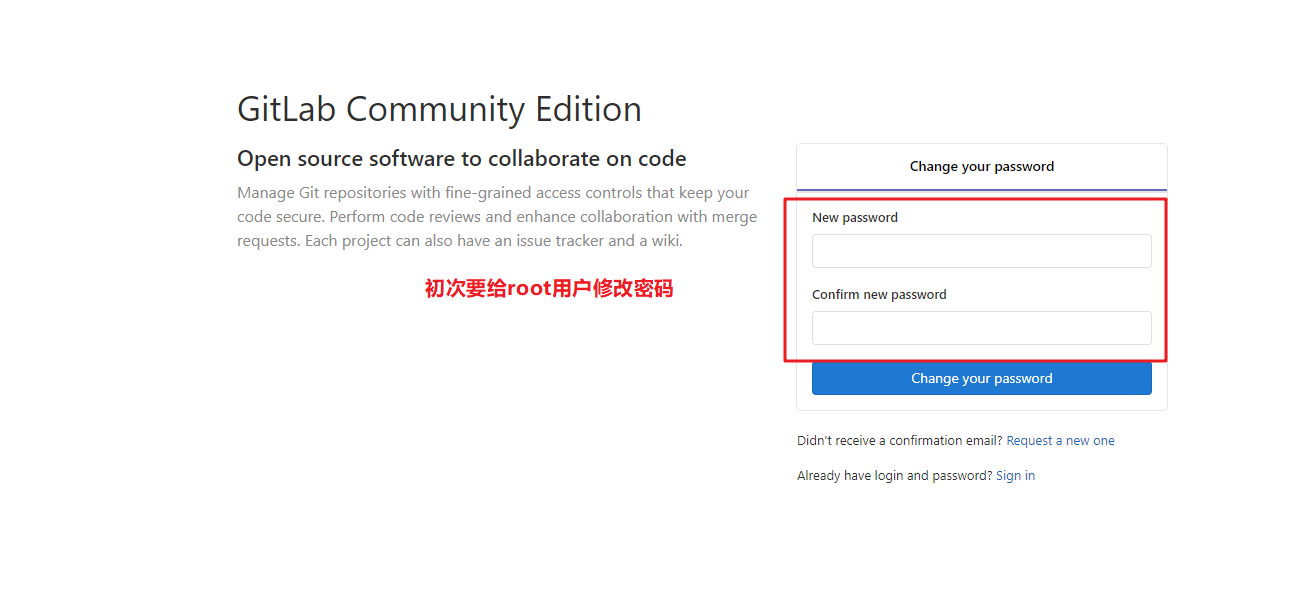 GitLab Community Edition
Open source software to collaborate on code
Manage Git repositories with fine-grained access controls that keep your
code secure. Perform code reviews and enhance collaboration with merge
requests. Each project can also have an issue tracker and a wiki.
初次要给root用户修改密码
Change your password
New password
Confirm new password
Change your password
Didn't receive a confirmation email? Request a new one
Already have login and password? Sign in